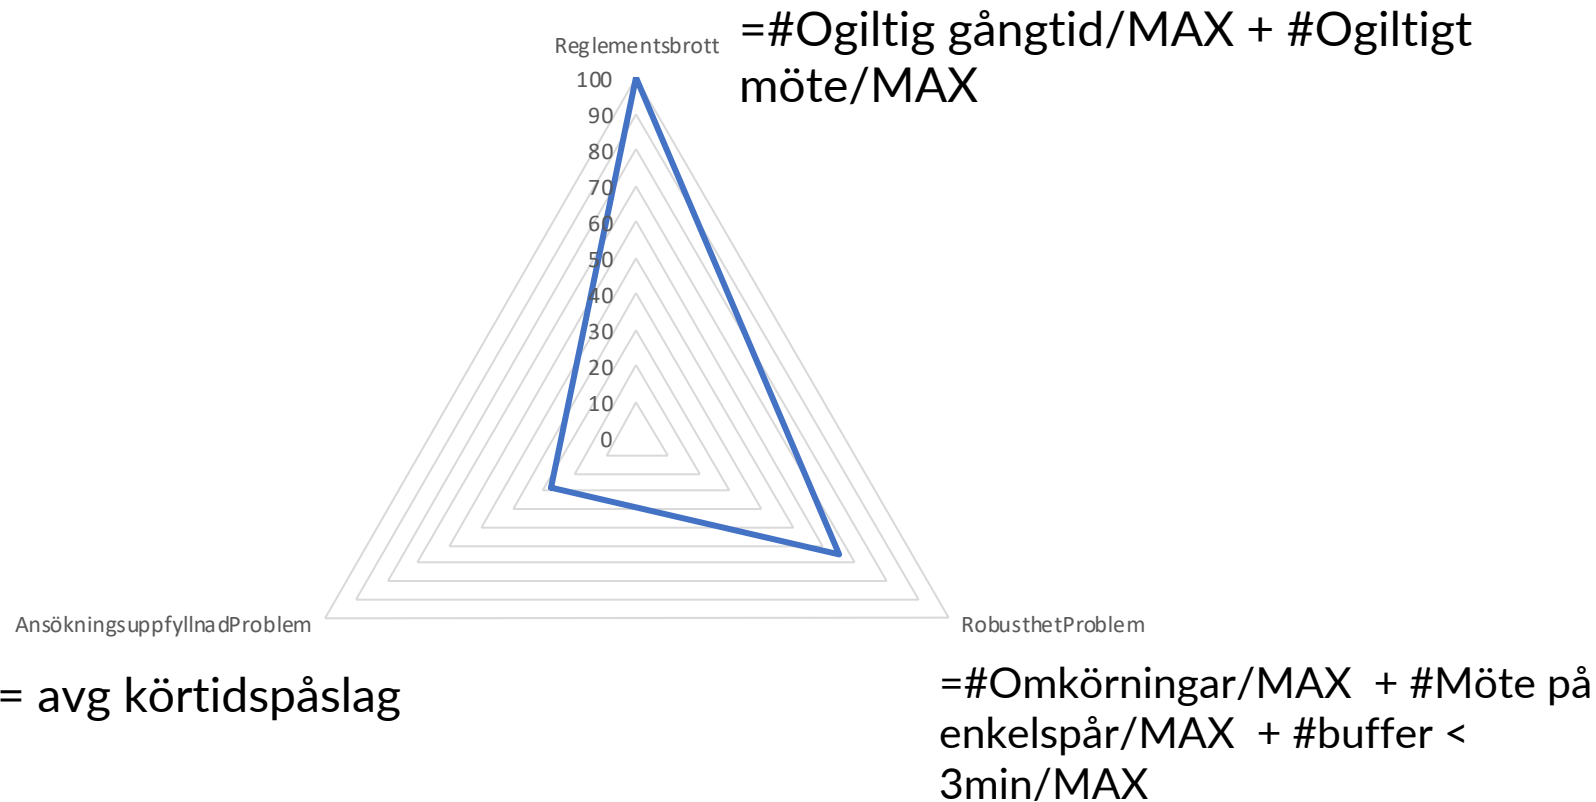 Reglementsbrott
=#Ogiltig gångtid/MAX + #Ogiltigt
möte/MAX
100
90
80
70
60
50
40
30
20
10
0
AnsökningsuppfyllnadProblem
RobusthetProblem
= avg körtidspåslag
=#Omkörningar/MAX + #Möte på
enkelspår/MAX + #buffer <
3min/MAX